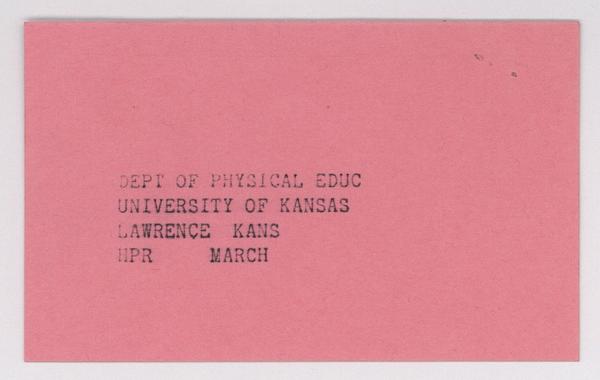 DEPT OF PHYSICAL EDUC
UNIVERSITY OF KANSAS
LAWRENCE KANS
HPR MARCH